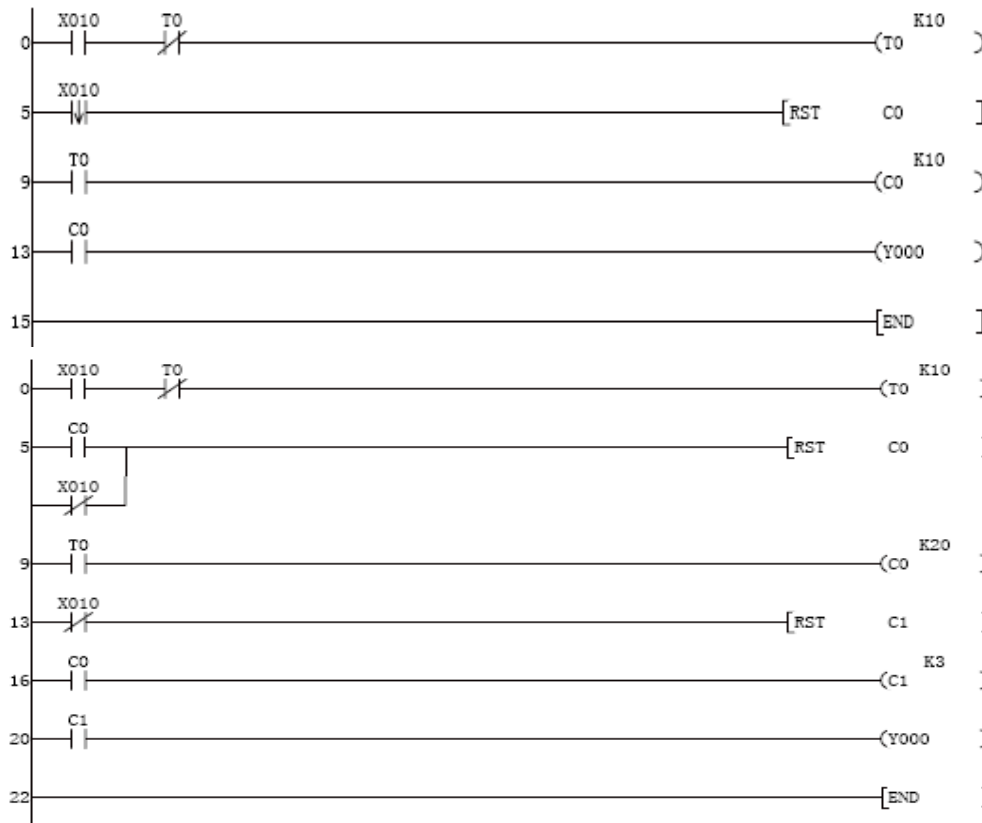 X010 T0 K10
0 (T0 )
X010
5 [RST C0 ]
T0 K10
9 (C0 )
C0
13 (Y000 )
15 [END ]
X010 T0 K10
0 (T0 )
C0
5 [RST C0 ]
X010
T0 K20
9 (C0 )
X010
13 [RST C1 ]
C0 K3
16 (C1 )
C1
20 (Y000 )
22 [END ]